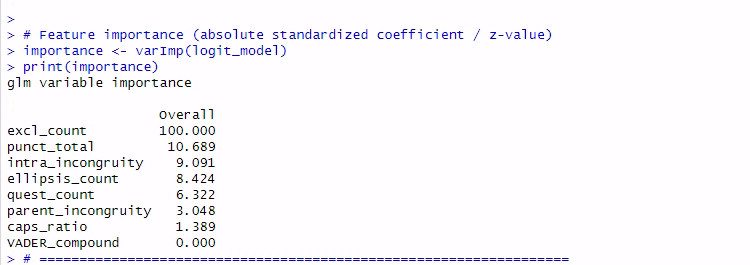 >
> # Feature importance (absolute standardized coefficient / z-value)
> importance <- varImp(logit_model)
> print(importance)
glm variable importance

                   Overall
excl_count         100.000
punct_total         10.689
intra_incongruity    9.091
ellipsis_count       8.424
quest_count          6.322
parent_incongruity   3.048
caps_ratio           1.389
VADER_compound       0.000
> # ===================================================================